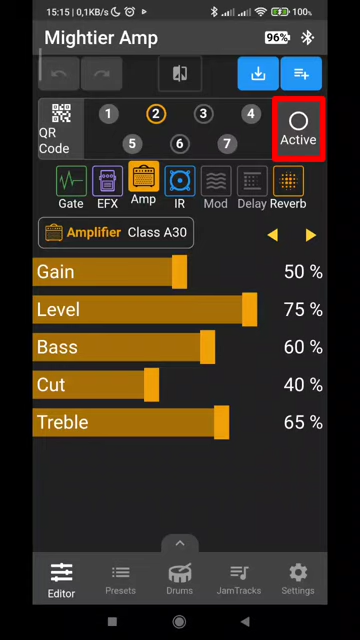 15:15 | 0,1KB/s
100%
Mightier Amp
96%
QR
Code
1 2 3 4
5 6 7
Active
Gate EFX Amp IR Mod Delay Reverb
Amplifier Class A30
Gain 50 %
Level 75 %
Bass 60 %
Cut 40 %
Treble 65 %
Editor Presets Drums JamTracks Settings